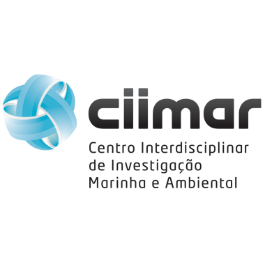 ciimar
Centro Interdisciplinar
de Investigação
Marinha e Ambiental